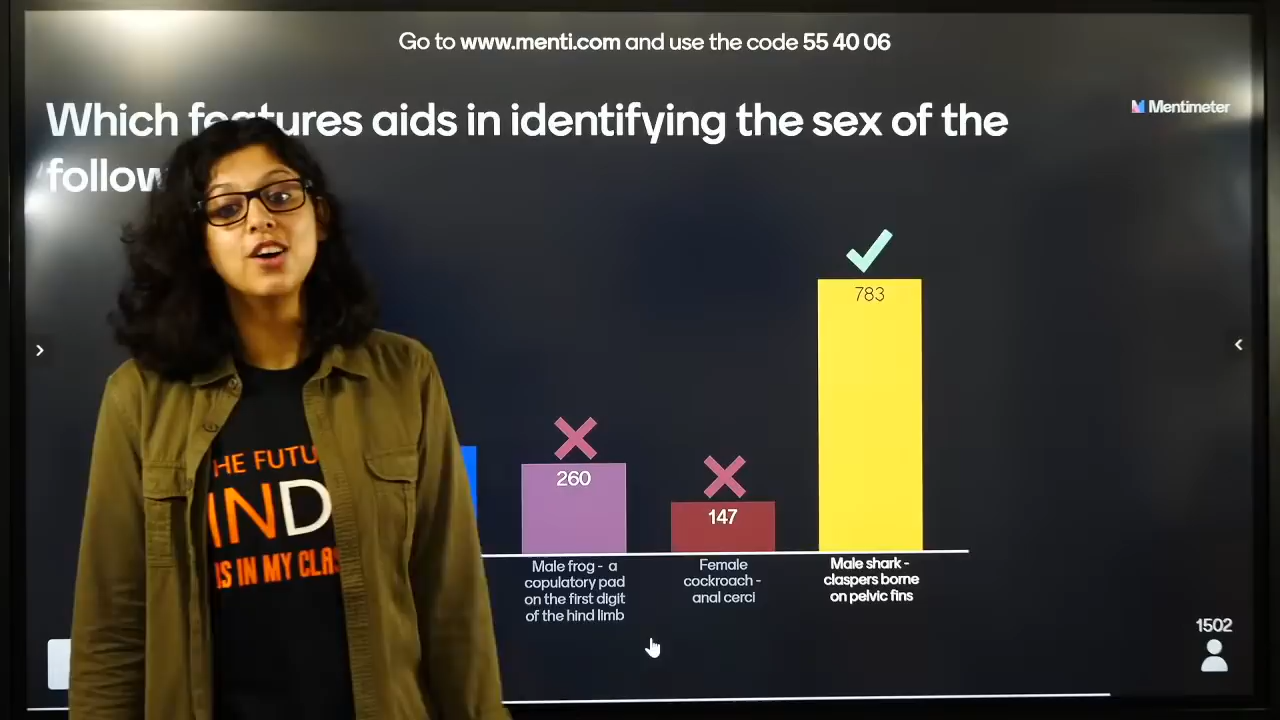 Go to www.menti.com and use the code 55 40 06
Mentimeter
Which features aids in identifying the sex of the
783
260
147
Male frog - a
copulatory pad
on the first digit
of the hind limb
Female
cockroach -
anal cerci
Male shark -
claspers borne
on pelvic fins
1502
HE FUTU
IND
IS IN MY CLA